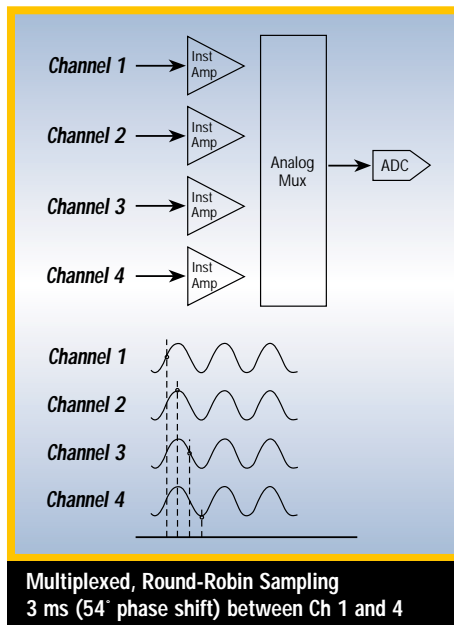 Channel 1
Inst
Amp
Channel 2
Inst
Amp
Channel 3
Inst
Amp
Channel 4
Inst
Amp
Analog
Mux
ADC
Channel 1
Channel 2
Channel 3
Channel 4
Multiplexed, Round-Robin Sampling
3 ms (54˚ phase shift) between Ch 1 and 4